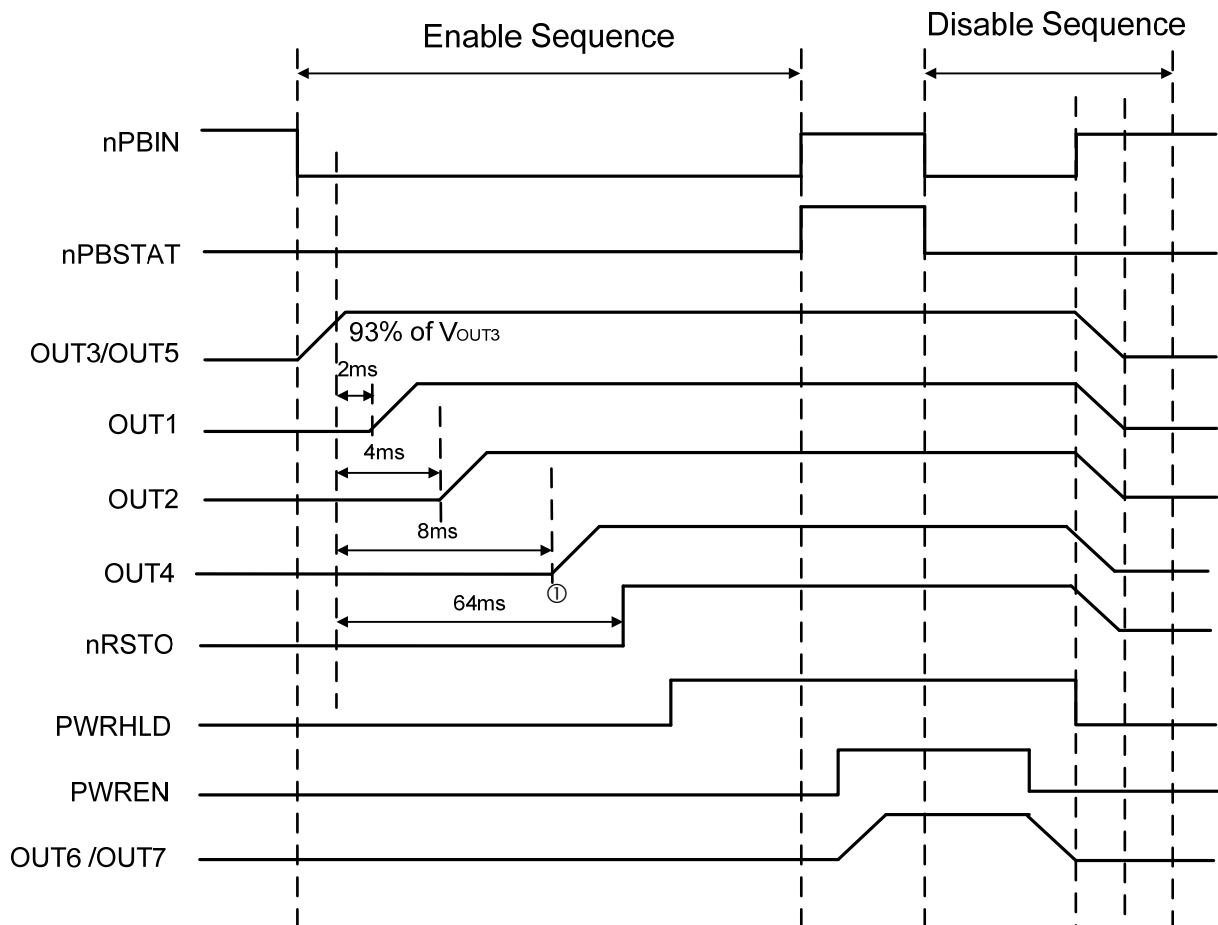 Enable Sequence
Disable Sequence
nPBIN
nPBSTAT
93% of VOUT3
OUT3/OUT5
2ms
OUT1
4ms
OUT2
8ms
OUT4
①
64ms
nRSTO
PWRHLD
PWREN
OUT6 /OUT7